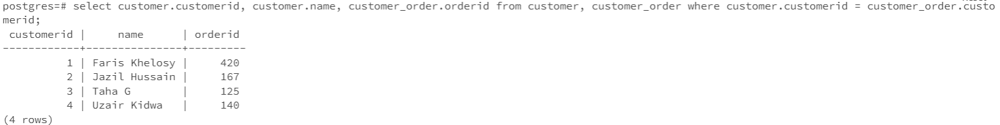 postgres=# select customer.customerid, customer.name, customer_order.orderid from customer, customer_order where customer.customerid = customer_order.custo
merid;
 customerid |     name      | orderid
------------+---------------+---------
          1 | Faris Khelosy |     420
          2 | Jazil Hussain |     167
          3 | Taha G        |     125
          4 | Uzair Kidwa   |     140
(4 rows)